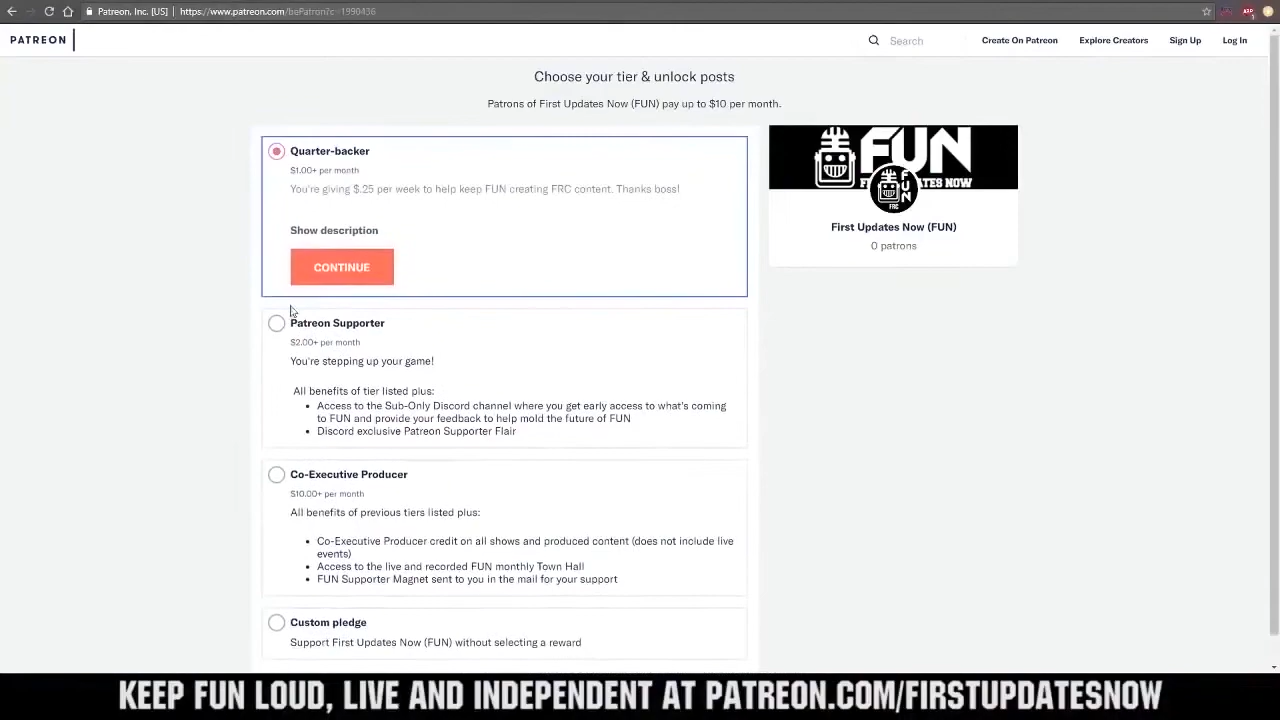 Patreon, Inc. [US] | https://www.patreon.com/bePatron?c=1990436
PATREON
Search
Create On Patreon
Explore Creators
Sign Up
Log In
Choose your tier & unlock posts
Patrons of First Updates Now (FUN) pay up to $10 per month.
Quarter-backer
$1.00+ per month
You're giving $.25 per week to help keep FUN creating FRC content. Thanks boss!
Show description
CONTINUE
Patreon Supporter
$2.00+ per month
You're stepping up your game!
All benefits of tier listed plus:
Access to the Sub-Only Discord channel where you get early access to what's coming
to FUN and provide your feedback to help mold the future of FUN
Discord exclusive Patreon Supporter Flair
Co-Executive Producer
$10.00+ per month
All benefits of previous tiers listed plus:
Co-Executive Producer credit on all shows and produced content (does not include live
events)
Access to the live and recorded FUN monthly Town Hall
FUN Supporter Magnet sent to you in the mail for your support
Custom pledge
Support First Updates Now (FUN) without selecting a reward
FUN
FUN
FRC
First Updates Now (FUN)
0 patrons
KEEP FUN LOUD, LIVE AND INDEPENDENT AT PATREON.COM/FIRSTUPDATESNOW